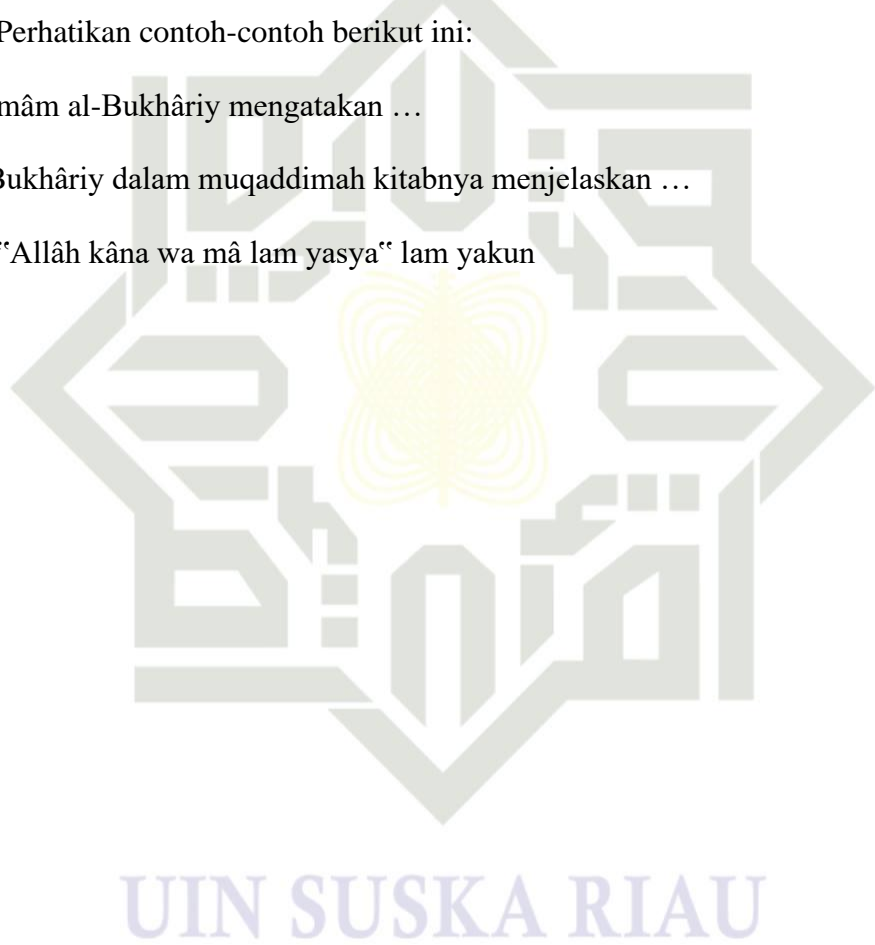 Perhatikan contoh-contoh berikut ini:
mâm al-Bukhâriy mengatakan …
Bukhâriy dalam muqaddimah kitabnya menjelaskan …
‟Allâh kâna wa mâ lam yasya‟ lam yakun
UIN SUSKA RIAU